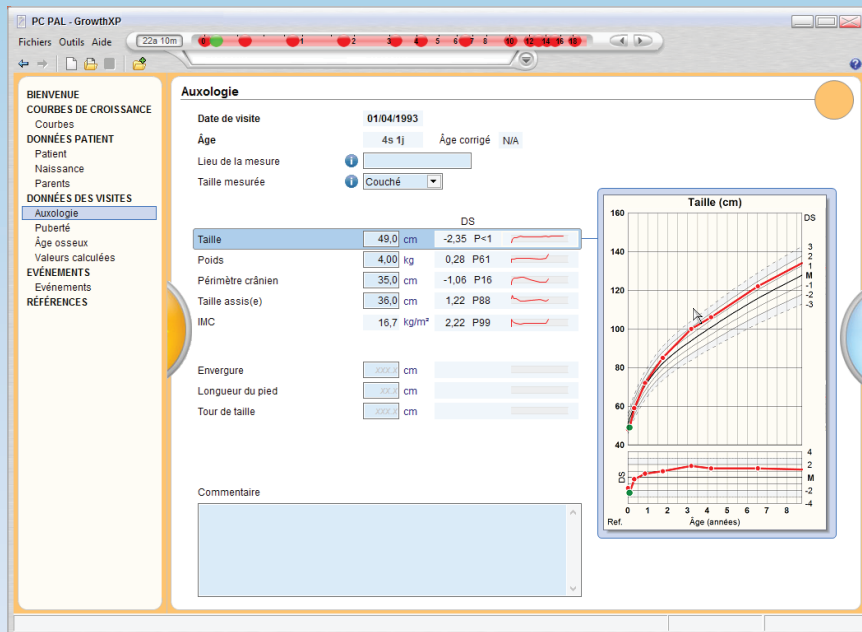 PC PAL - GrowthXP
Fichiers Outils Aide
22a 10m
0 1 2 3 4 5 6 7 8 10 12 14 16 18
BIENVENUE
COURBES DE CROISSANCE
Courbes
DONNÉES PATIENT
Patient
Naissance
Parents
DONNÉES DES VISITES
Auxologie
Puberté
Âge osseux
Valeurs calculées
EVÉNEMENTS
Evénements
RÉFÉRENCES
Auxologie
Date de visite 01/04/1993
Âge 4s 1j Âge corrigé N/A
Lieu de la mesure
Taille mesurée Couché
DS
Taille 49,0 cm -2,35 P<1
Poids 4,00 kg 0,28 P61
Périmètre crânien 35,0 cm -1,06 P16
Taille assis(e) 36,0 cm 1,22 P88
IMC 16,7 kg/m² 2,22 P99
Envergure xxx.x cm
Longueur du pied xx.x cm
Tour de taille xxx.x cm
Commentaire
Taille (cm)
160 DS
140 3
2
1
120 M
-1
-2
-3
100
80
60
40
4
2
DS M
-2
-4
0 1 2 3 4 5 6 7 8
Ref. Âge (années)